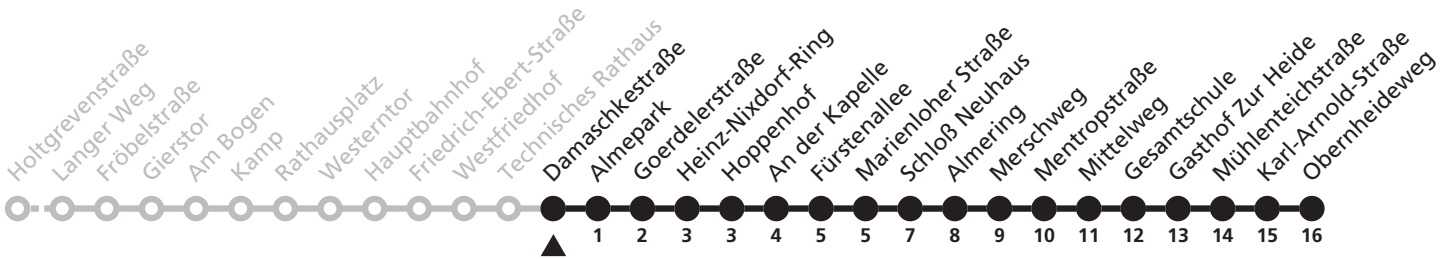 Holtgrevenstraße
Langer Weg
Fröbelstraße
Gierstor
Am Bogen
Kamp
Rathausplatz
Westerntor
Hauptbahnhof
Friedrich-Ebert-Straße
Westfriedhof
Technisches Rathaus
Damaschkestraße
Almepark
Goerdelerstraße
Heinz-Nixdorf-Ring
Hoppenhof
An der Kapelle
Fürstenallee
Marienloher Straße
Schloß Neuhaus
Almering
Merschweg
Mentropstraße
Mittelweg
Gesamtschule
Gasthof Zur Heide
Mühlenteichstraße
Karl-Arnold-Straße
Obernheideweg
1 2 3 3 4 5 5 7 8 9 10 11 12 13 14 15 16